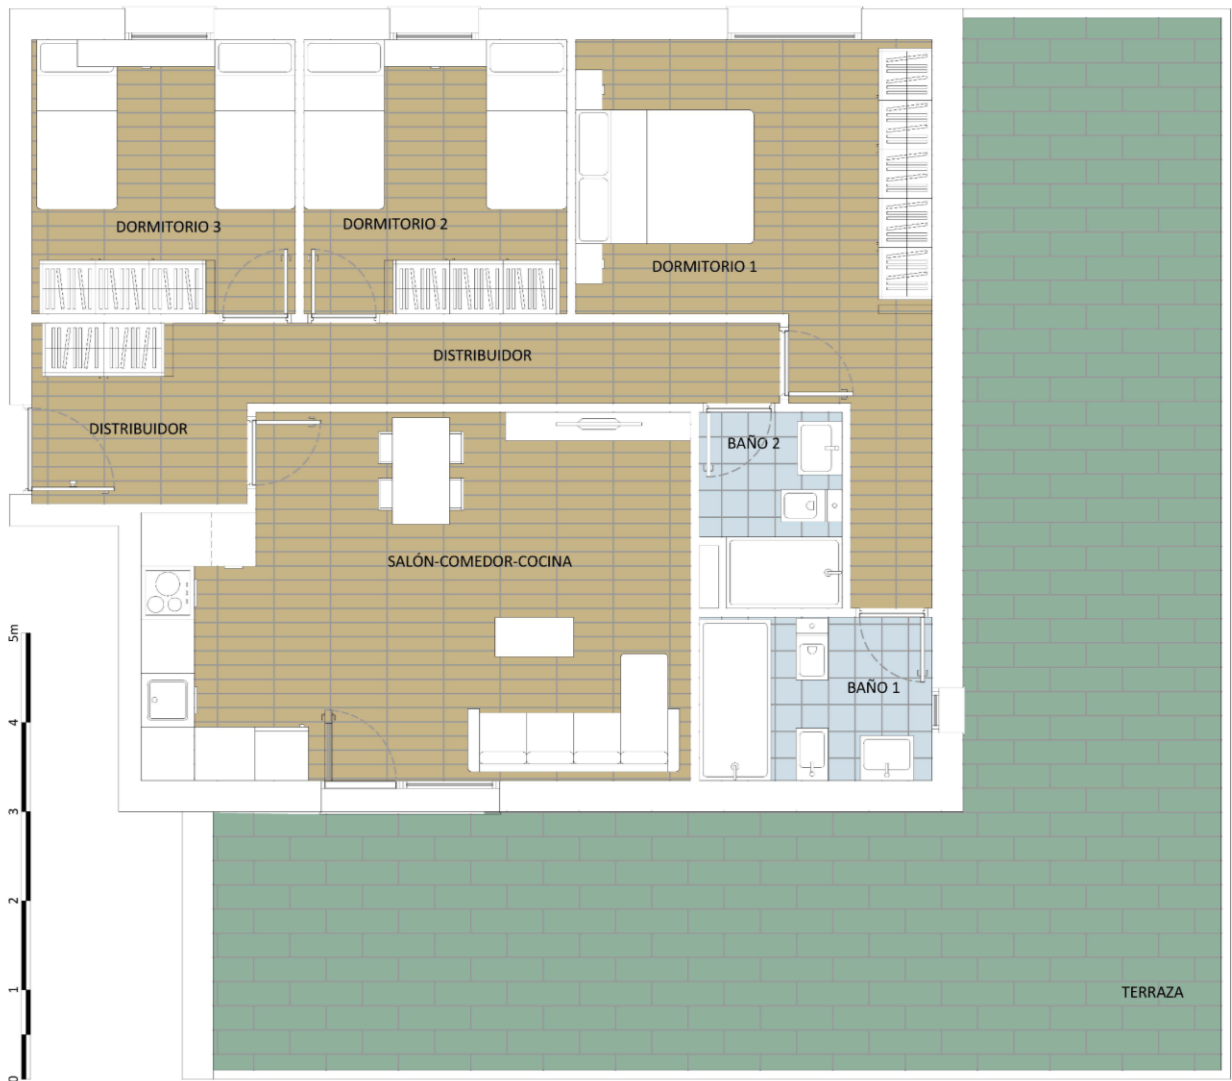 DORMITORIO 3
DORMITORIO 2
DORMITORIO 1
DISTRIBUIDOR
DISTRIBUIDOR
BAÑO 2
SALÓN-COMEDOR-COCINA
BAÑO 1
TERRAZA
5m
4
3
2
1
0